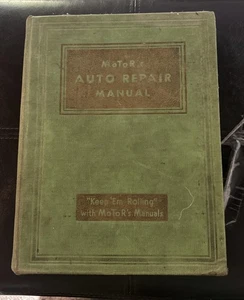 MoToR's
AUTO REPAIR
MANUAL
"Keep 'Em Rolling"
with MoToR's Manuals